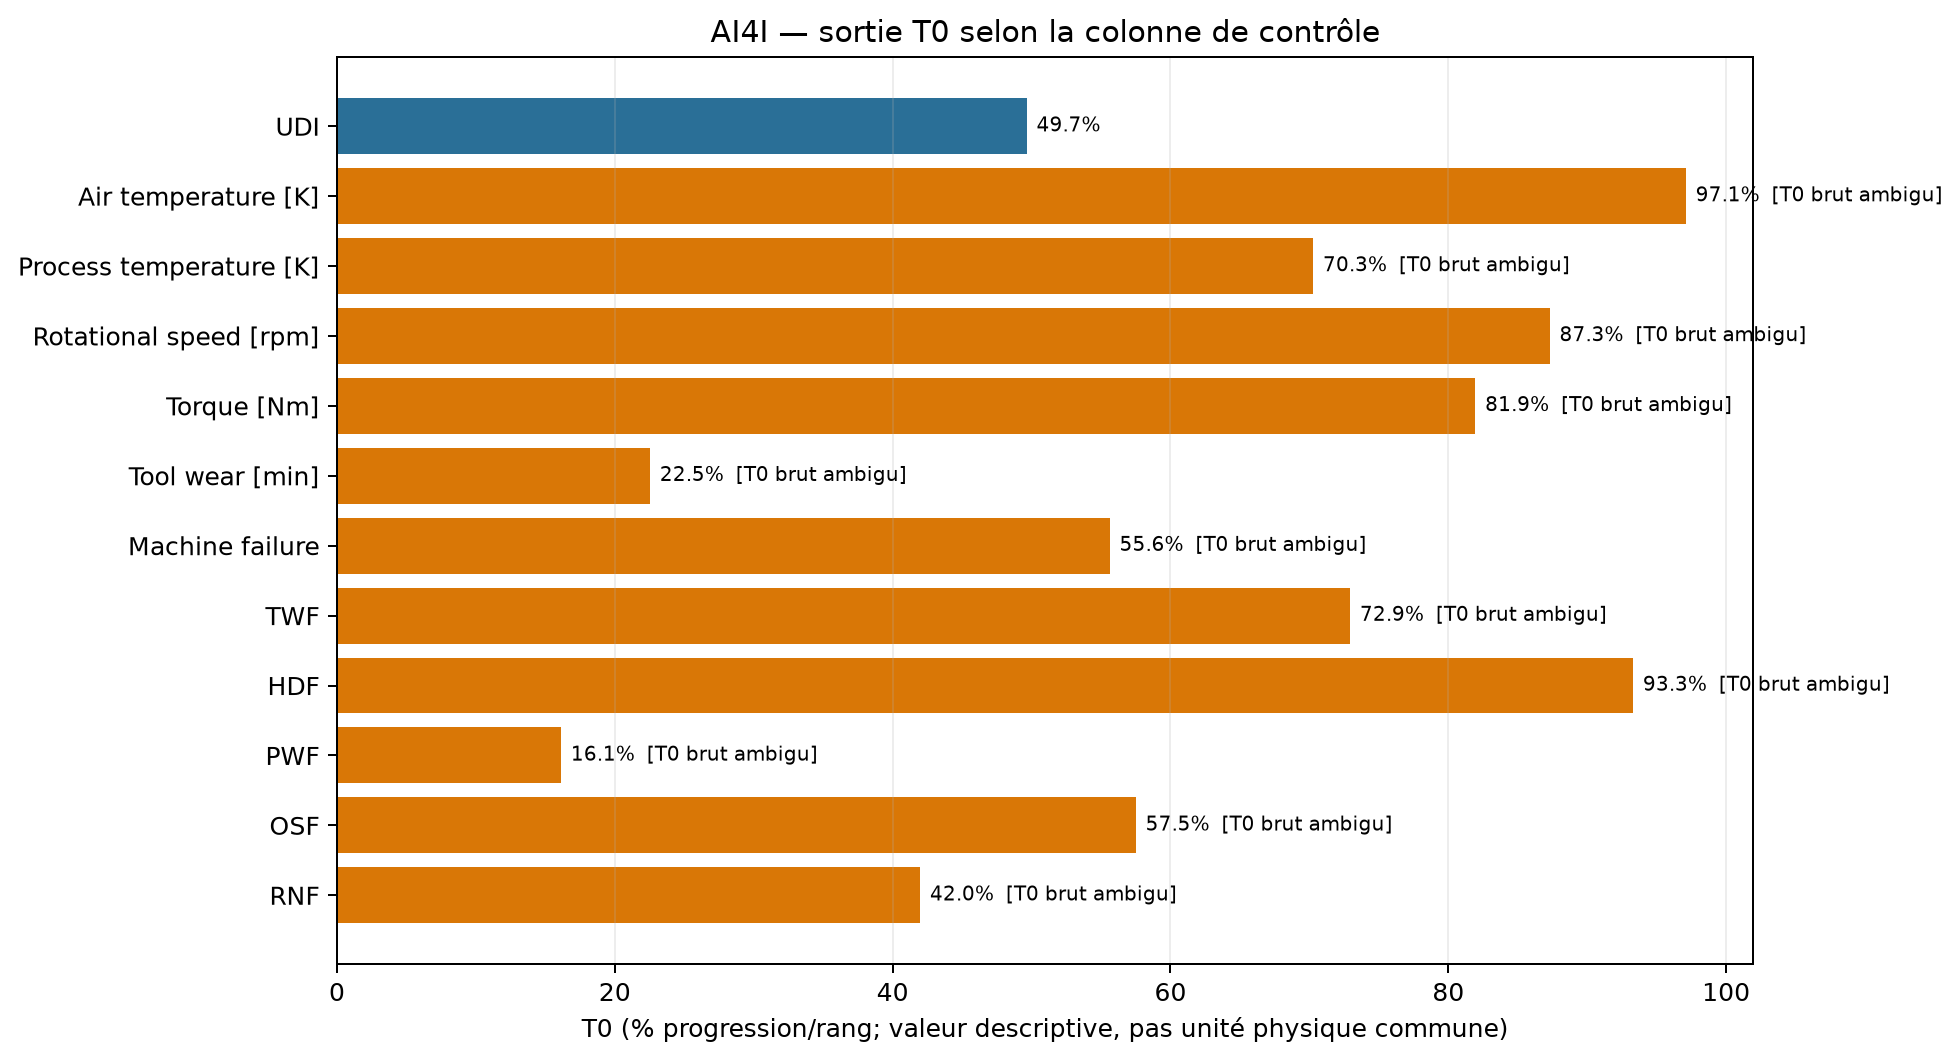 AI4I — sortie T0 selon la colonne de contrôle
UDI 49.7%
Air temperature [K] 97.1% [T0 brut ambigu]
Process temperature [K] 70.3% [T0 brut ambigu]
Rotational speed [rpm] 87.3% [T0 brut ambigu]
Torque [Nm] 81.9% [T0 brut ambigu]
Tool wear [min] 22.5% [T0 brut ambigu]
Machine failure 55.6% [T0 brut ambigu]
TWF 72.9% [T0 brut ambigu]
HDF 93.3% [T0 brut ambigu]
PWF 16.1% [T0 brut ambigu]
OSF 57.5% [T0 brut ambigu]
RNF 42.0% [T0 brut ambigu]
0 20 40 60 80 100
T0 (% progression/rang; valeur descriptive, pas unité physique commune)